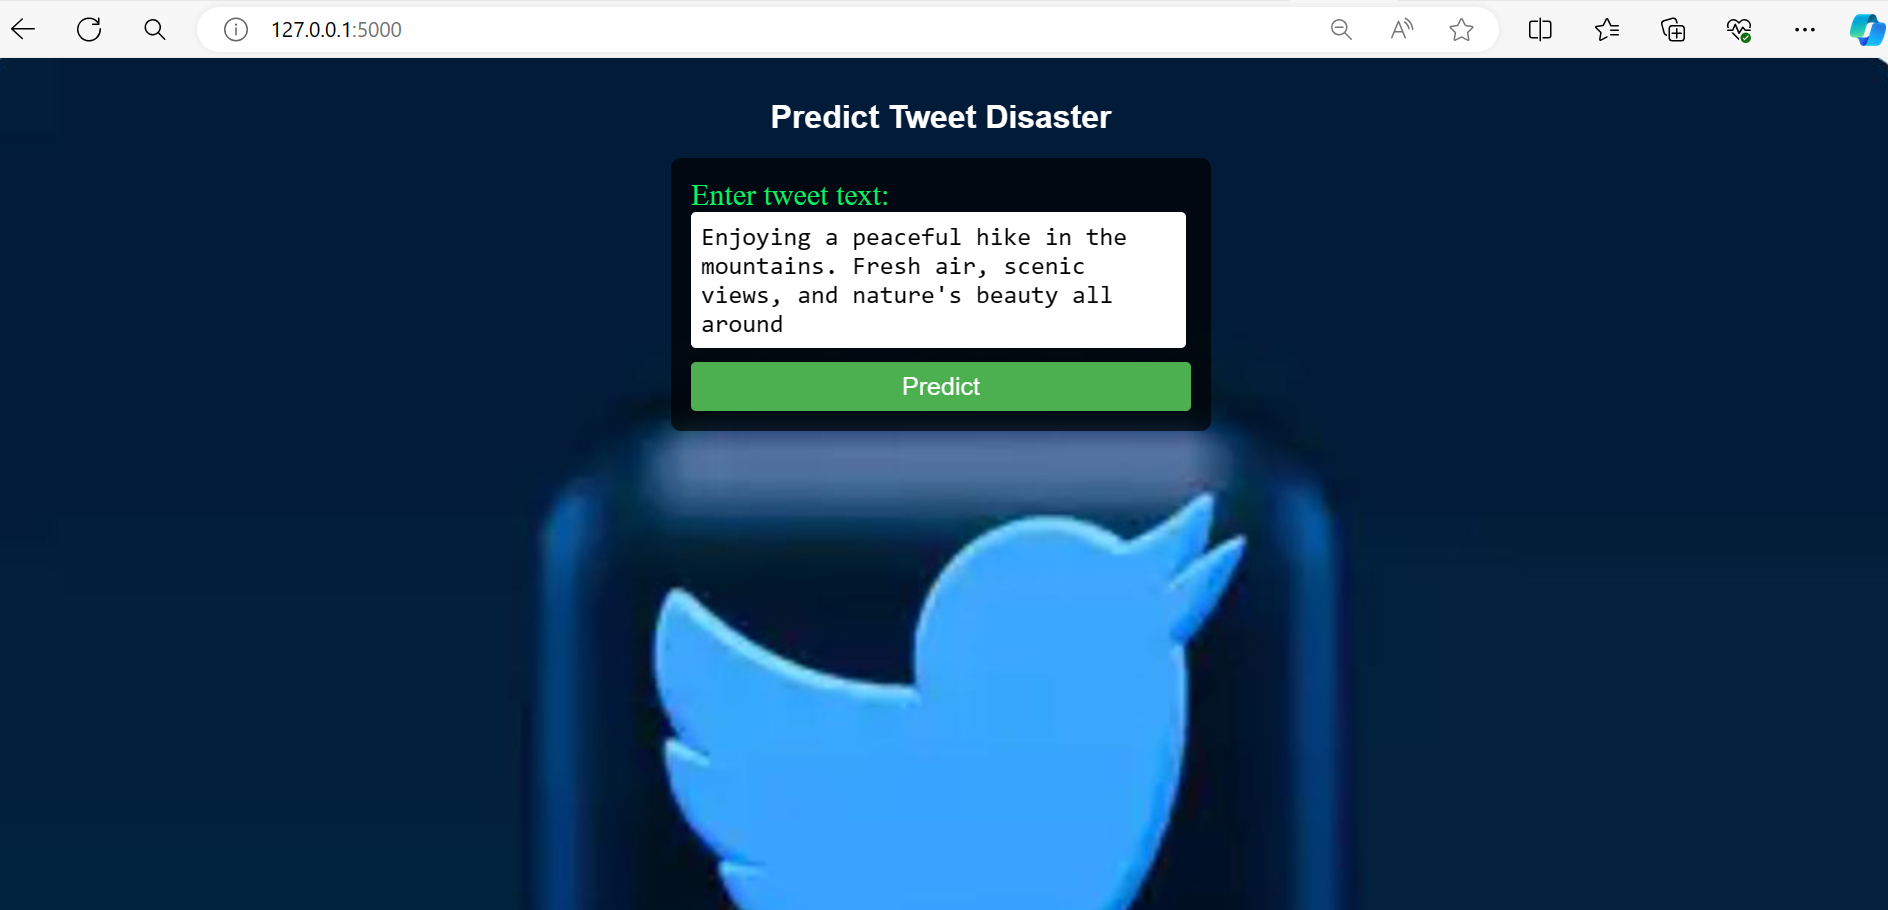 127.0.0.1:5000
Predict Tweet Disaster
Enter tweet text:
Enjoying a peaceful hike in the
mountains. Fresh air, scenic
views, and nature's beauty all
around
Predict